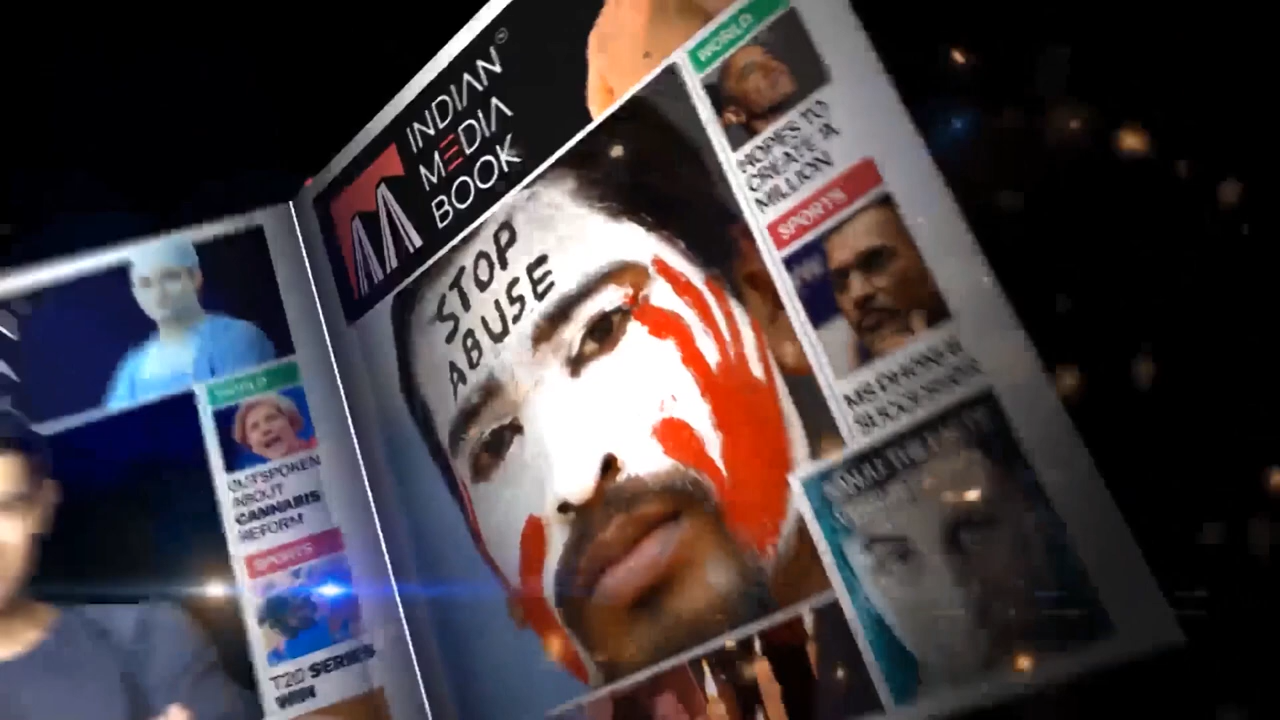 INDIAN
MEDIA
BOOK
STOP
ABUSE
WORLD
HOPES TO
CREATE A
MILLION
SPORTS
WORLD
OUTSPOKEN
ABOUT
CANNABIS
REFORM
SPORTS
T20 SERIES
WIN